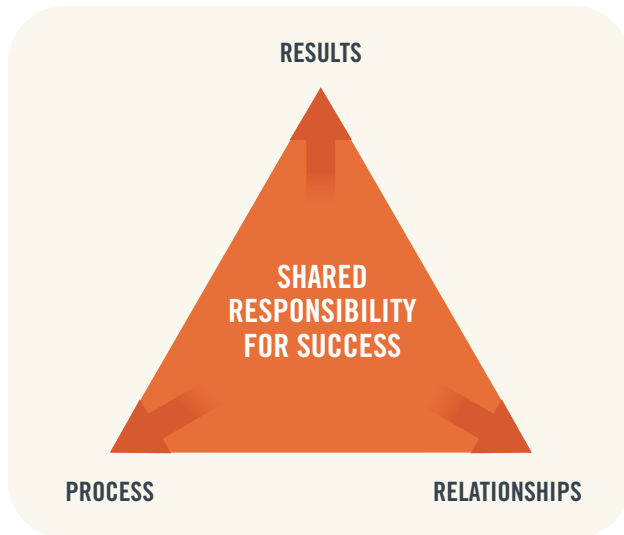 RESULTS
SHARED
RESPONSIBILITY
FOR SUCCESS
PROCESS
RELATIONSHIPS